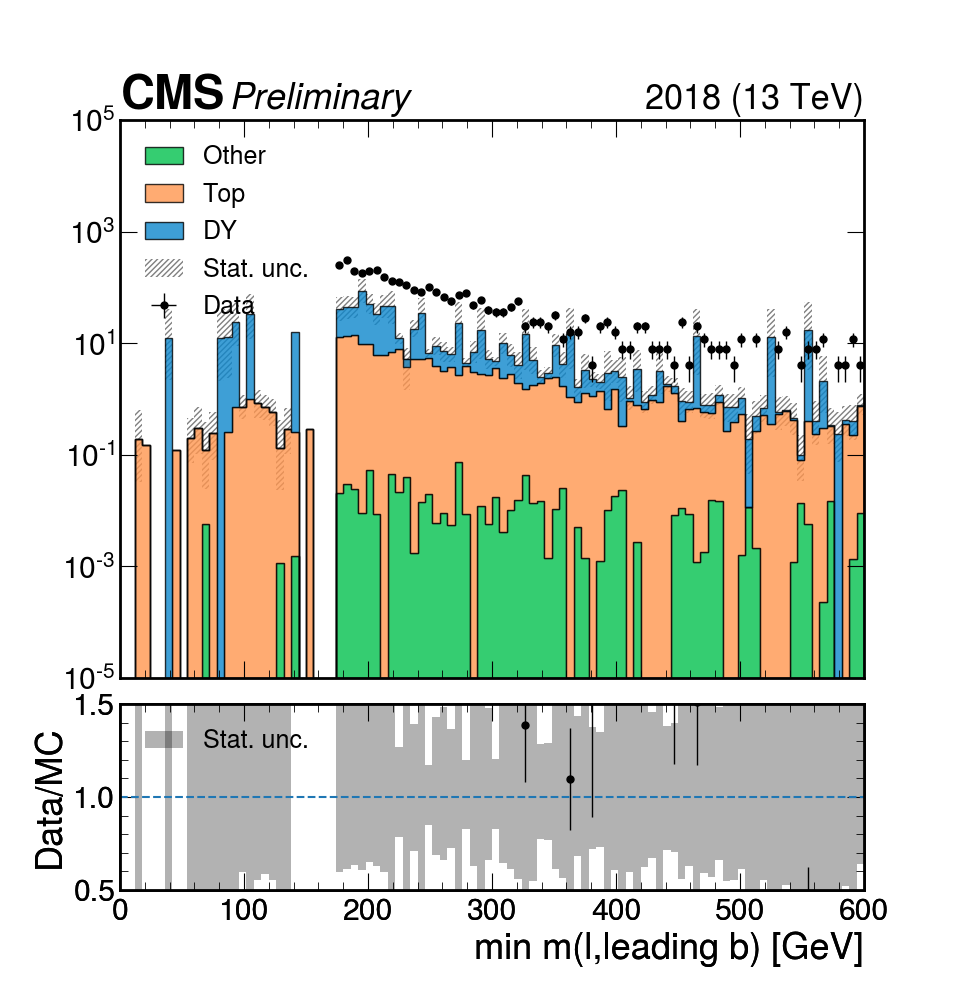 CMS Preliminary 2018 (13 TeV)
10^5
Other
Top
DY
10^3
Stat. unc.
Data
10^1
10^-1
10^-3
10^-5
1.5
Stat. unc.
Data/MC
1.0
0.5
0 100 200 300 400 500 600
min m(l,leading b) [GeV]